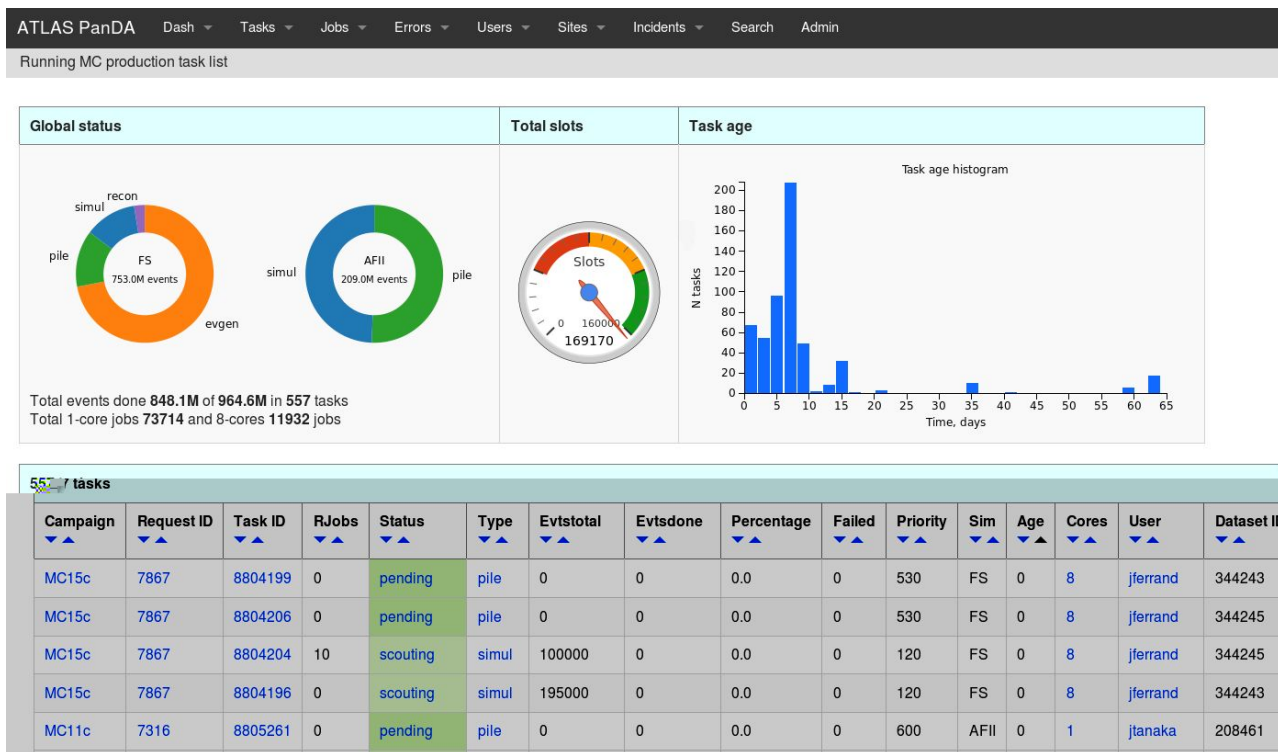 ATLAS PanDA Dash Tasks Jobs Errors Users Sites Incidents Search Admin
Running MC production task list
Global status Total slots Task age
recon
simul
pile
FS
753.0M events
evgen
simul
AFII
209.0M events
pile
Total events done 848.1M of 964.6M in 557 tasks
Total 1-core jobs 73714 and 8-cores 11932 jobs
Slots
0 160000
169170
Task age histogram
200
180
160
140
120
100
80
60
40
20
0
N tasks
0 5 10 15 20 25 30 35 40 45 50 55 60 65
Time, days
tasks
Campaign Request ID Task ID RJobs Status Type Evtstotal Evtsdone Percentage Failed Priority Sim Age Cores User Dataset ID
MC15c 7867 8804199 0 pending pile 0 0 0.0 0 530 FS 0 8 jferrand 344243
MC15c 7867 8804206 0 pending pile 0 0 0.0 0 530 FS 0 8 jferrand 344245
MC15c 7867 8804204 10 scouting simul 100000 0 0.0 0 120 FS 0 8 jferrand 344245
MC15c 7867 8804196 0 scouting simul 195000 0 0.0 0 120 FS 0 8 jferrand 344243
MC11c 7316 8805261 0 pending pile 0 0 0.0 0 600 AFII 0 1 jtanaka 208461